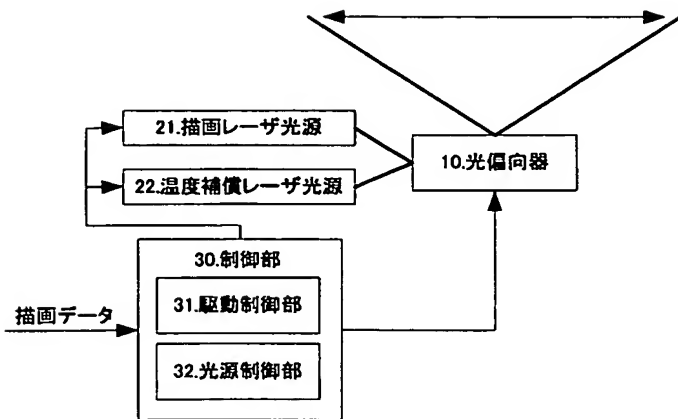 21.描画レーザ光源
22.温度補償レーザ光源
10.光偏向器
30.制御部
31.駆動制御部
32.光源制御部
描画データ